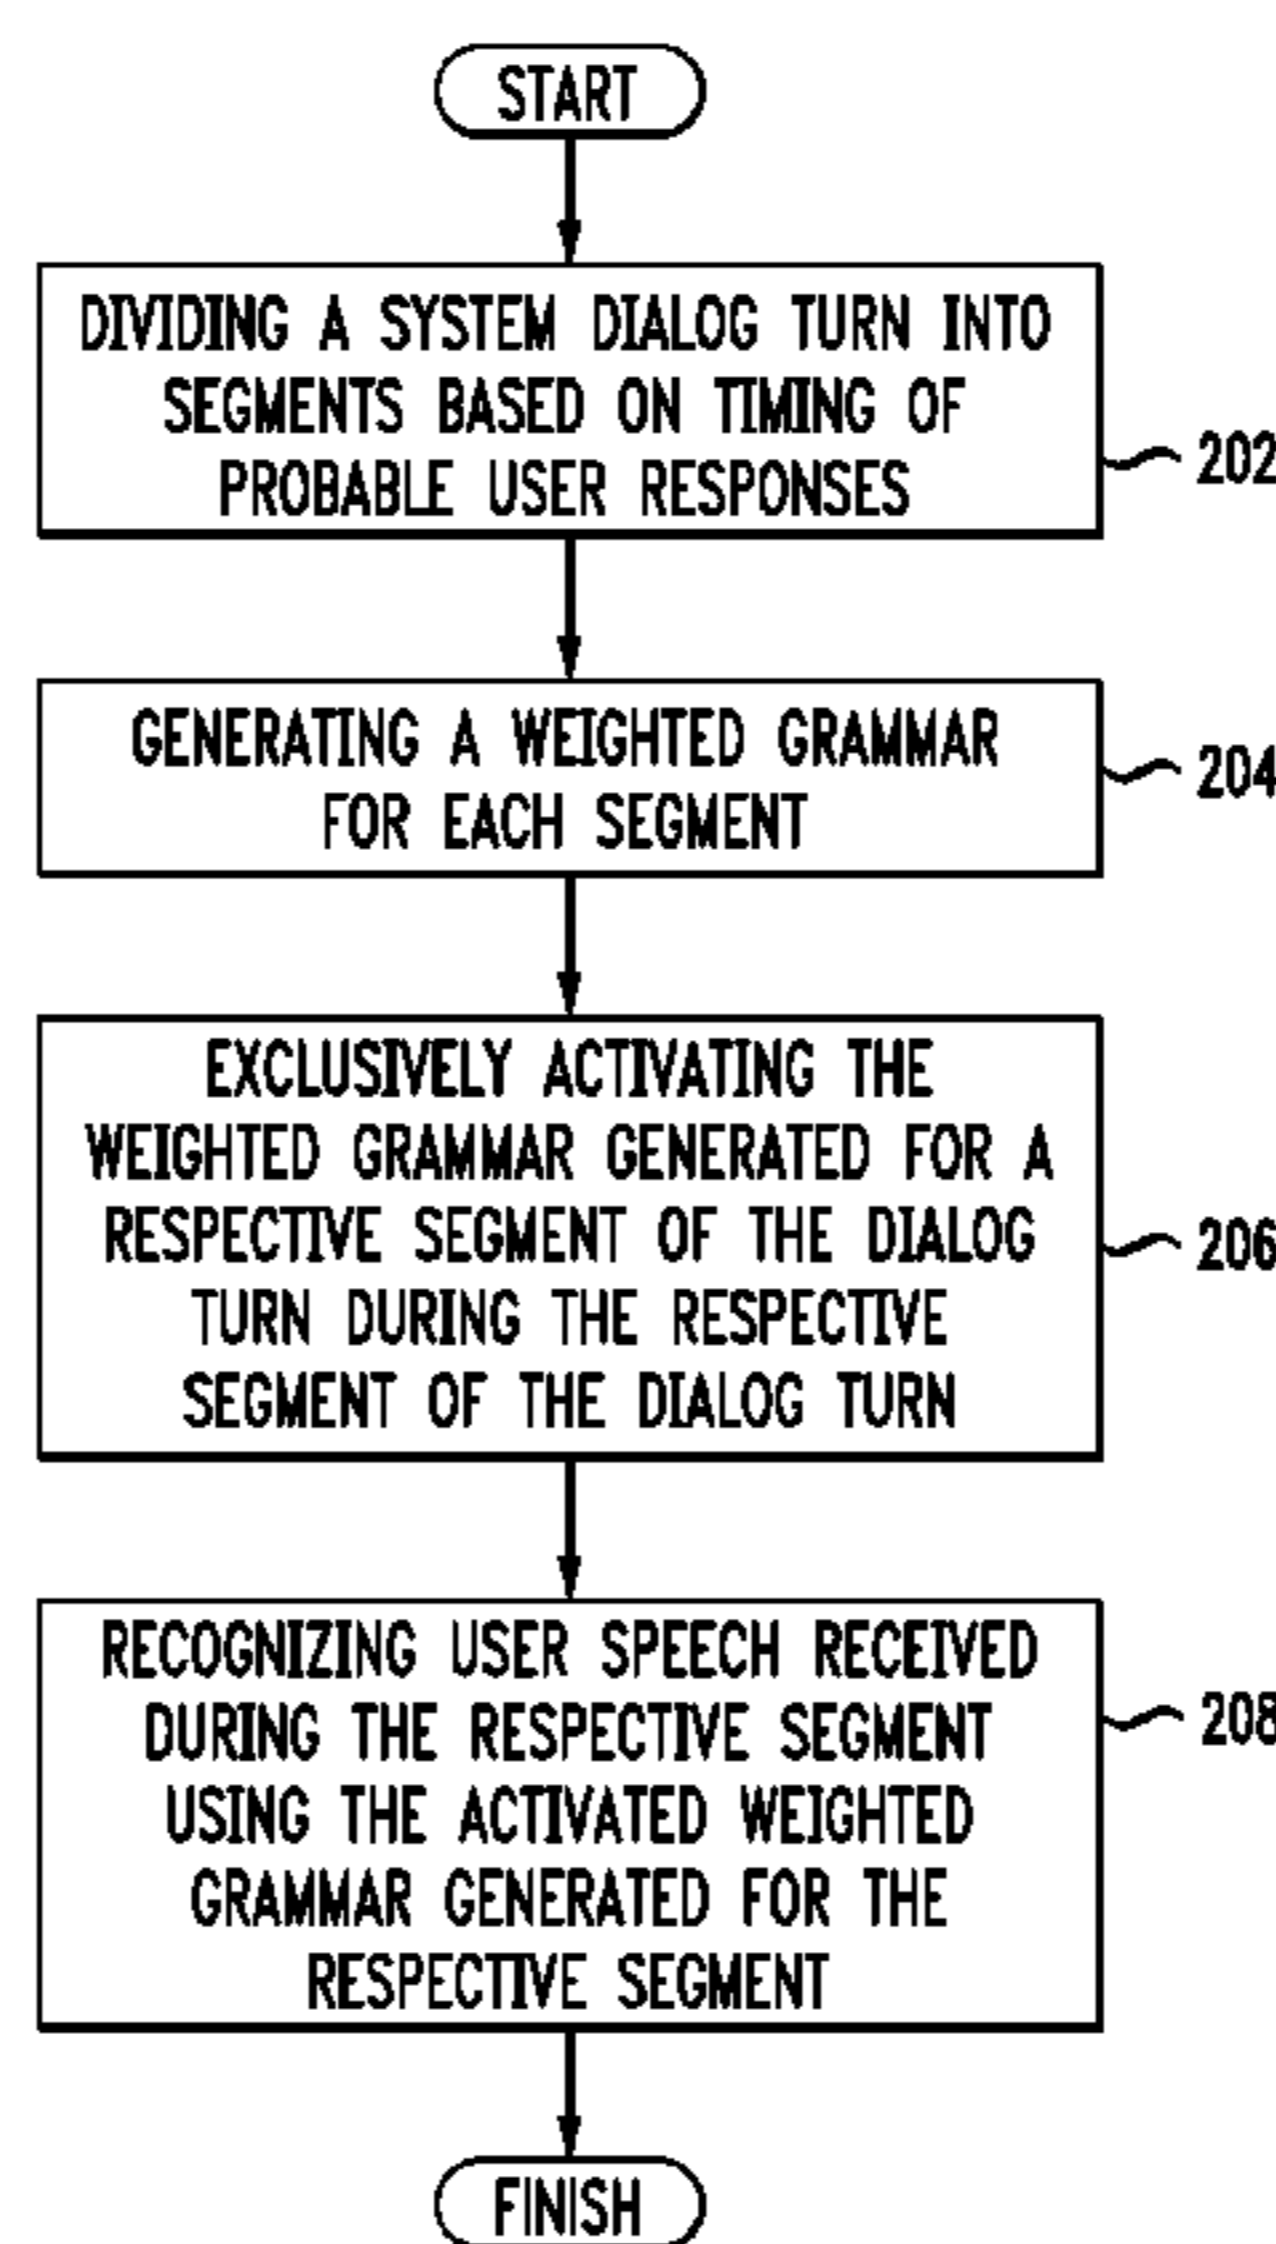 START
DIVIDING A SYSTEM DIALOG TURN INTO
SEGMENTS BASED ON TIMING OF
PROBABLE USER RESPONSES
202
GENERATING A WEIGHTED GRAMMAR
FOR EACH SEGMENT
204
EXCLUSIVELY ACTIVATING THE
WEIGHTED GRAMMAR GENERATED FOR A
RESPECTIVE SEGMENT OF THE DIALOG
TURN DURING THE RESPECTIVE
SEGMENT OF THE DIALOG TURN
206
RECOGNIZING USER SPEECH RECEIVED
DURING THE RESPECTIVE SEGMENT
USING THE ACTIVATED WEIGHTED
GRAMMAR GENERATED FOR THE
RESPECTIVE SEGMENT
208
FINISH